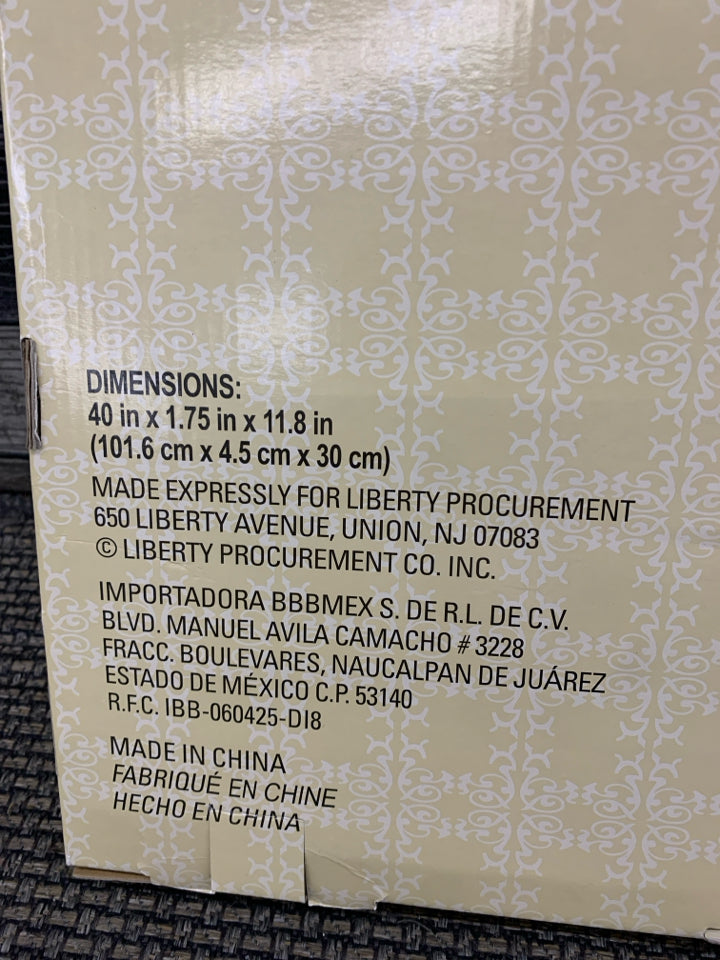 DIMENSIONS:
40 in x 1.75 in x 11.8 in
(101.6 cm x 4.5 cm x 30 cm)
MADE EXPRESSLY FOR LIBERTY PROCUREMENT
650 LIBERTY AVENUE, UNION, NJ 07083
© LIBERTY PROCUREMENT CO. INC.
IMPORTADORA BBBMEX S. DE R.L. DE C.V.
BLVD. MANUEL AVILA CAMACHO # 3228
FRACC. BOULEVARES, NAUCALPAN DE JUÁREZ
ESTADO DE MÉXICO C.P. 53140
R.F.C. IBB-060425-DI8
MADE IN CHINA
FABRIQUÉ EN CHINE
HECHO EN CHINA